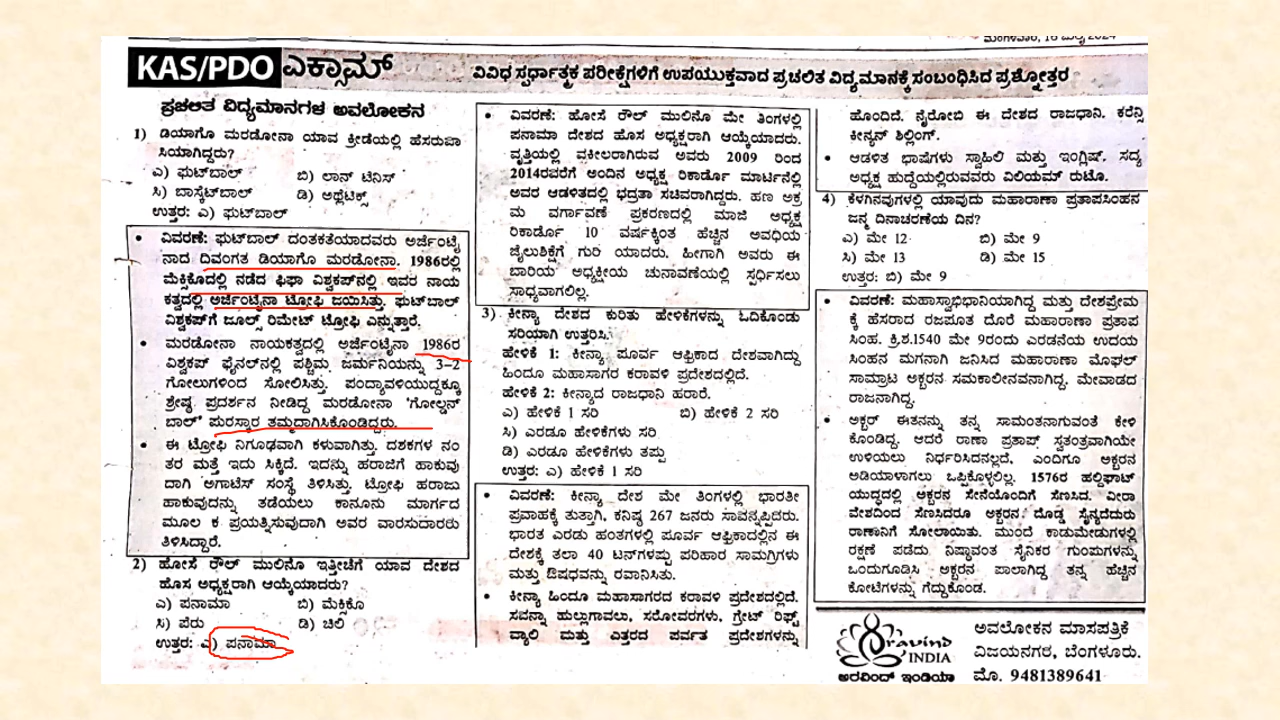 ಮಂಗಳವಾರ, 16 ಜುಲೈ 2024
KAS/PDO ಎಕ್ಸಾಮ್
ವಿವಿಧ ಸ್ಪರ್ಧಾತ್ಮಕ ಪರೀಕ್ಷೆಗಳಿಗೆ ಉಪಯುಕ್ತವಾದ ಪ್ರಚಲಿತ ವಿದ್ಯಮಾನಕ್ಕೆ ಸಂಬಂಧಿಸಿದ ಪ್ರಶ್ನೋತ್ತರ
ಪ್ರಚಲಿತ ವಿದ್ಯಮಾನಗಳ ಅವಲೋಕನ
1) ಡಿಯಾಗೊ ಮರಡೋನಾ ಯಾವ ಕ್ರೀಡೆಯಲ್ಲಿ ಹೆಸರುವಾ
ಸಿಯಾಗಿದ್ದರು?
ಎ) ಫುಟ್‌ಬಾಲ್ ಬಿ) ಲಾನ್ ಟೆನಿಸ್
ಸಿ) ಬಾಸ್ಕೆಟ್‌ಬಾಲ್ ಡಿ) ಅಥ್ಲೆಟಿಕ್ಸ್
ಉತ್ತರ: ಎ) ಫುಟ್‌ಬಾಲ್
• ವಿವರಣೆ: ಫುಟ್‌ಬಾಲ್ ದಂತಕತೆಯಾದವರು ಅರ್ಜೆಂಟೈ
ನಾದ ದಿವಂಗತ ಡಿಯಾಗೊ ಮರಡೋನಾ. 1986ರಲ್ಲಿ
ಮೆಕ್ಸಿಕೊದಲ್ಲಿ ನಡೆದ ಫಿಫಾ ವಿಶ್ವಕಪ್‌ನಲ್ಲಿ ಇವರ ನಾಯ
ಕತ್ವದಲ್ಲಿ ಅರ್ಜೆಂಟೈನಾ ಟ್ರೋಫಿ ಜಯಿಸಿತ್ತು. ಫುಟ್‌ಬಾಲ್
ವಿಶ್ವಕಪ್‌ಗೆ ಜೂಲ್ಸ್ ರಿಮೆಟ್ ಟ್ರೋಫಿ ಎನ್ನುತ್ತಾರೆ.
• ಮರಡೋನಾ ನಾಯಕತ್ವದಲ್ಲಿ ಅರ್ಜೆಂಟೈನಾ 1986ರ
ವಿಶ್ವಕಪ್ ಫೈನಲ್‌ನಲ್ಲಿ ಪಶ್ಚಿಮ ಜರ್ಮನಿಯನ್ನು 3–2
ಗೋಲುಗಳಿಂದ ಸೋಲಿಸಿತ್ತು. ಪಂದ್ಯಾವಳಿಯುದ್ದಕ್ಕೂ
ಶ್ರೇಷ್ಠ ಪ್ರದರ್ಶನ ನೀಡಿದ್ದ ಮರಡೋನಾ 'ಗೋಲ್ಡನ್
ಬಾಲ್' ಪುರಸ್ಕಾರ ತಮ್ಮದಾಗಿಸಿಕೊಂಡಿದ್ದರು.
• ಈ ಟ್ರೋಫಿ ನಿಗೂಢವಾಗಿ ಕಳುವಾಗಿತ್ತು. ದಶಕಗಳ ನಂ
ತರ ಮತ್ತೆ ಇದು ಸಿಕ್ಕಿದೆ. ಇದನ್ನು ಹರಾಜಿಗೆ ಹಾಕುವು
ದಾಗಿ ಅಗಾಟೆಸ್ ಸಂಸ್ಥೆ ತಿಳಿಸಿತ್ತು. ಟ್ರೋಫಿ ಹರಾಜು
ಹಾಕುವುದನ್ನು ತಡೆಯಲು ಕಾನೂನು ಮಾರ್ಗದ
ಮೂಲ ಕ ಪ್ರಯತ್ನಿಸುವುದಾಗಿ ಅವರ ವಾರಸುದಾರರು
ತಿಳಿಸಿದ್ದಾರೆ.
2) ಹೋಸೆ ರೌಲ್ ಮುಲಿನೊ ಇತ್ತೀಚೆಗೆ ಯಾವ ದೇಶದ
ಹೊಸ ಅಧ್ಯಕ್ಷರಾಗಿ ಆಯ್ಕೆಯಾದರು?
ಎ) ಪನಾಮಾ ಬಿ) ಮೆಕ್ಸಿಕೊ
ಸಿ) ಪೆರು ಡಿ) ಚಿಲಿ
ಉತ್ತರ: ಎ) ಪನಾಮಾ
• ವಿವರಣೆ: ಹೋಸೆ ರೌಲ್ ಮುಲಿನೊ ಮೇ ತಿಂಗಳಲ್ಲಿ
ಪನಾಮಾ ದೇಶದ ಹೊಸ ಅಧ್ಯಕ್ಷರಾಗಿ ಆಯ್ಕೆಯಾದರು.
ವೃತ್ತಿಯಲ್ಲಿ ವಕೀಲರಾಗಿರುವ ಅವರು 2009 ರಿಂದ
2014ರವರೆಗೆ ಅಂದಿನ ಅಧ್ಯಕ್ಷ ರಿಕಾರ್ಡೊ ಮಾರ್ಟಿನೆಲ್ಲಿ
ಅವರ ಆಡಳಿತದಲ್ಲಿ ಭದ್ರತಾ ಸಚಿವರಾಗಿದ್ದರು. ಹಣ ಅಕ್ರ
ಮ ವರ್ಗಾವಣೆ ಪ್ರಕರಣದಲ್ಲಿ ಮಾಜಿ ಅಧ್ಯಕ್ಷ
ರಿಕಾರ್ಡೊ 10 ವರ್ಷಕ್ಕಿಂತ ಹೆಚ್ಚಿನ ಅವಧಿಯ
ಜೈಲುಶಿಕ್ಷೆಗೆ ಗುರಿ ಯಾದರು. ಹೀಗಾಗಿ ಅವರು ಈ
ಬಾರಿಯ ಅಧ್ಯಕ್ಷೀಯ ಚುನಾವಣೆಯಲ್ಲಿ ಸ್ಪರ್ಧಿಸಲು
ಸಾಧ್ಯವಾಗಲಿಲ್ಲ.
3) ಕೀನ್ಯಾ ದೇಶದ ಕುರಿತು ಹೇಳಿಕೆಗಳನ್ನು ಓದಿಕೊಂಡು
ಸರಿಯಾಗಿ ಉತ್ತರಿಸಿ.
ಹೇಳಿಕೆ 1: ಕೀನ್ಯಾ ಪೂರ್ವ ಆಫ್ರಿಕಾದ ದೇಶವಾಗಿದ್ದು
ಹಿಂದೂ ಮಹಾಸಾಗರ ಕರಾವಳಿ ಪ್ರದೇಶದಲ್ಲಿದೆ.
ಹೇಳಿಕೆ 2: ಕೀನ್ಯಾದ ರಾಜಧಾನಿ ಹರಾರೆ.
ಎ) ಹೇಳಿಕೆ 1 ಸರಿ ಬಿ) ಹೇಳಿಕೆ 2 ಸರಿ
ಸಿ) ಎರಡೂ ಹೇಳಿಕೆಗಳು ಸರಿ
ಡಿ) ಎರಡೂ ಹೇಳಿಕೆಗಳು ತಪ್ಪು
ಉತ್ತರ: ಎ) ಹೇಳಿಕೆ 1 ಸರಿ
• ವಿವರಣೆ: ಕೀನ್ಯಾ ದೇಶ ಮೇ ತಿಂಗಳಲ್ಲಿ ಭಾರತೀ
ಪ್ರವಾಹಕ್ಕೆ ತುತ್ತಾಗಿ, ಕನಿಷ್ಠ 267 ಜನರು ಸಾವನ್ನಪ್ಪಿದರು.
ಭಾರತ ಎರಡು ಹಂತಗಳಲ್ಲಿ ಪೂರ್ವ ಆಫ್ರಿಕಾದಲ್ಲಿನ ಈ
ದೇಶಕ್ಕೆ ತಲಾ 40 ಟನ್‌ಗಳಷ್ಟು ಪರಿಹಾರ ಸಾಮಗ್ರಿಗಳು
ಮತ್ತು ಔಷಧವನ್ನು ರವಾನಿಸಿತು.
• ಕೀನ್ಯಾ ಹಿಂದೂ ಮಹಾಸಾಗರದ ಕರಾವಳಿ ಪ್ರದೇಶದಲ್ಲಿದೆ.
ಸವನ್ನಾ ಹುಲ್ಲುಗಾವಲು, ಸರೋವರಗಳು, ಗ್ರೇಟ್ ರಿಫ್ಟ್
ವ್ಯಾಲಿ ಮತ್ತು ಎತ್ತರದ ಪರ್ವತ ಪ್ರದೇಶಗಳನ್ನು
ಹೊಂದಿದೆ. ನೈರೋಬಿ ಈ ದೇಶದ ರಾಜಧಾನಿ. ಕರೆನ್ಸಿ
ಕೀನ್ಯನ್ ಶಿಲ್ಲಿಂಗ್.
• ಆಡಳಿತ ಭಾಷೆಗಳು ಸ್ವಾಹಿಲಿ ಮತ್ತು ಇಂಗ್ಲಿಷ್. ಸದ್ಯ
ಅಧ್ಯಕ್ಷ ಹುದ್ದೆಯಲ್ಲಿರುವವರು ವಿಲಿಯಮ್ ರುಟೊ.
4) ಕೆಳಗಿನವುಗಳಲ್ಲಿ ಯಾವುದು ಮಹಾರಾಣಾ ಪ್ರತಾಪಸಿಂಹನ
ಜನ್ಮ ದಿನಾಚರಣೆಯ ದಿನ?
ಎ) ಮೇ 12 ಬಿ) ಮೇ 9
ಸಿ) ಮೇ 13 ಡಿ) ಮೇ 15
ಉತ್ತರ: ಬಿ) ಮೇ 9
• ವಿವರಣೆ: ಮಹಾಸ್ವಾಭಿಭಾನಿಯಾಗಿದ್ದ ಮತ್ತು ದೇಶಪ್ರೇಮ
ಕ್ಕೆ ಹೆಸರಾದ ರಜಪೂತ ದೊರೆ ಮಹಾರಾಣಾ ಪ್ರತಾಪ
ಸಿಂಹ. ಕ್ರಿ.ಶ.1540 ಮೇ 9ರಂದು ಎರಡನೆಯ ಉದಯ
ಸಿಂಹನ ಮಗನಾಗಿ ಜನಿಸಿದ ಮಹಾರಾಣಾ ಮೊಘಲ್
ಸಾಮ್ರಾಟ ಅಕ್ಬರನ ಸಮಕಾಲೀನವನಾಗಿದ್ದ. ಮೇವಾಡದ
ರಾಜನಾಗಿದ್ದ.
• ಅಕ್ಬರ್ ಈತನನ್ನು ತನ್ನ ಸಾಮಂತನಾಗುವಂತೆ ಕೇಳಿ
ಕೊಂಡಿದ್ದ. ಆದರೆ ರಾಣಾ ಪ್ರತಾಪ್ ಸ್ವತಂತ್ರವಾಗಿಯೇ
ಉಳಿಯಲು ನಿರ್ಧರಿಸಿದನಲ್ಲದೆ, ಎಂದಿಗೂ ಅಕ್ಬರನ
ಅಡಿಯಾಳಾಗಲು ಒಪ್ಪಿಕೊಳ್ಳಲಿಲ್ಲ. 1576ರ ಹಲ್ದಿಘಾಟ್
ಯುದ್ಧದಲ್ಲಿ ಅಕ್ಬರನ ಸೇನೆಯೊಂದಿಗೆ ಸೆಣಸಿದ. ವೀರಾ
ವೇಶದಿಂದ ಸೆಣಸಿದರೂ ಅಕ್ಬರನ ದೊಡ್ಡ ಸೈನ್ಯದೆದುರು
ರಾಣಾನಿಗೆ ಸೋಲಾಯಿತು. ಮುಂದೆ ಕಾಡುಮೇಡುಗಳಲ್ಲಿ
ರಕ್ಷಣೆ ಪಡೆದು ನಿಷ್ಠಾವಂತ ಸೈನಿಕರ ಗುಂಪುಗಳನ್ನು
ಒಂದುಗೂಡಿಸಿ ಅಕ್ಬರನ ಪಾಲಾಗಿದ್ದ ತನ್ನ ಹೆಚ್ಚಿನ
ಕೋಟೆಗಳನ್ನು ಗೆದ್ದುಕೊಂಡ.
Aravind
INDIA
ಅರವಿಂದ್ ಇಂಡಿಯಾ
ಅವಲೋಕನ ಮಾಸಪತ್ರಿಕೆ
ವಿಜಯನಗರ, ಬೆಂಗಳೂರು.
ಮೊ. 9481389641